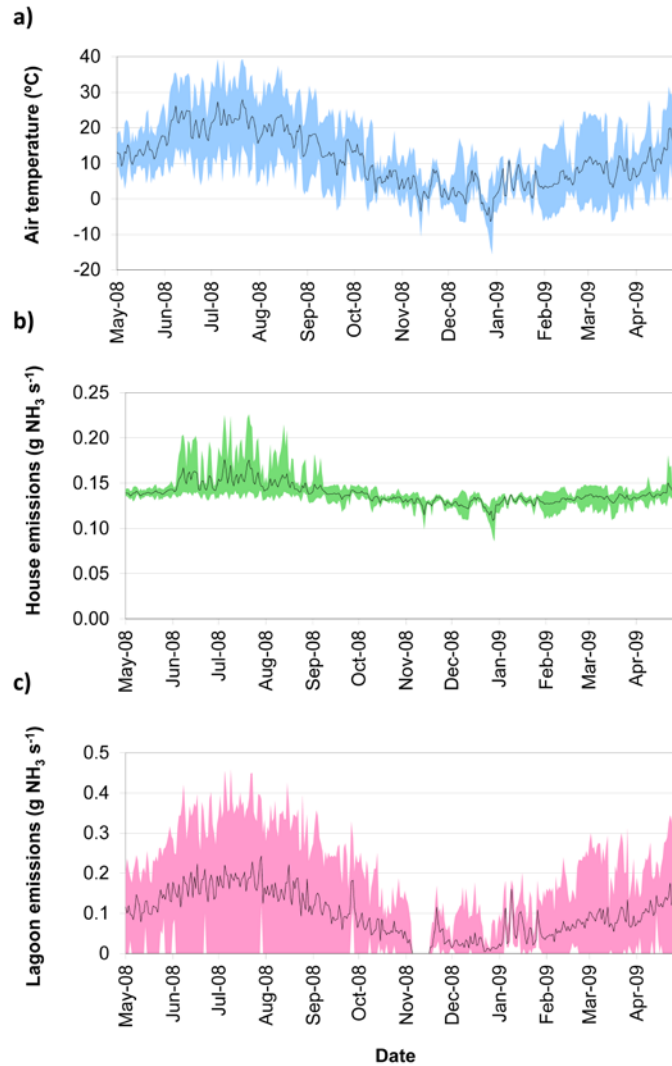 a)
Air temperature (ºC)
40
30
20
10
0
-10
-20
May-08
Jun-08
Jul-08
Aug-08
Sep-08
Oct-08
Nov-08
Dec-08
Jan-09
Feb-09
Mar-09
Apr-09
b)
House emissions (g NH₃ s⁻¹)
0.25
0.20
0.15
0.10
0.05
0.00
May-08
Jun-08
Jul-08
Aug-08
Sep-08
Oct-08
Nov-08
Dec-08
Jan-09
Feb-09
Mar-09
Apr-09
c)
Lagoon emissions (g NH₃ s⁻¹)
0.5
0.4
0.3
0.2
0.1
0
May-08
Jun-08
Jul-08
Aug-08
Sep-08
Oct-08
Nov-08
Dec-08
Jan-09
Feb-09
Mar-09
Apr-09
Date